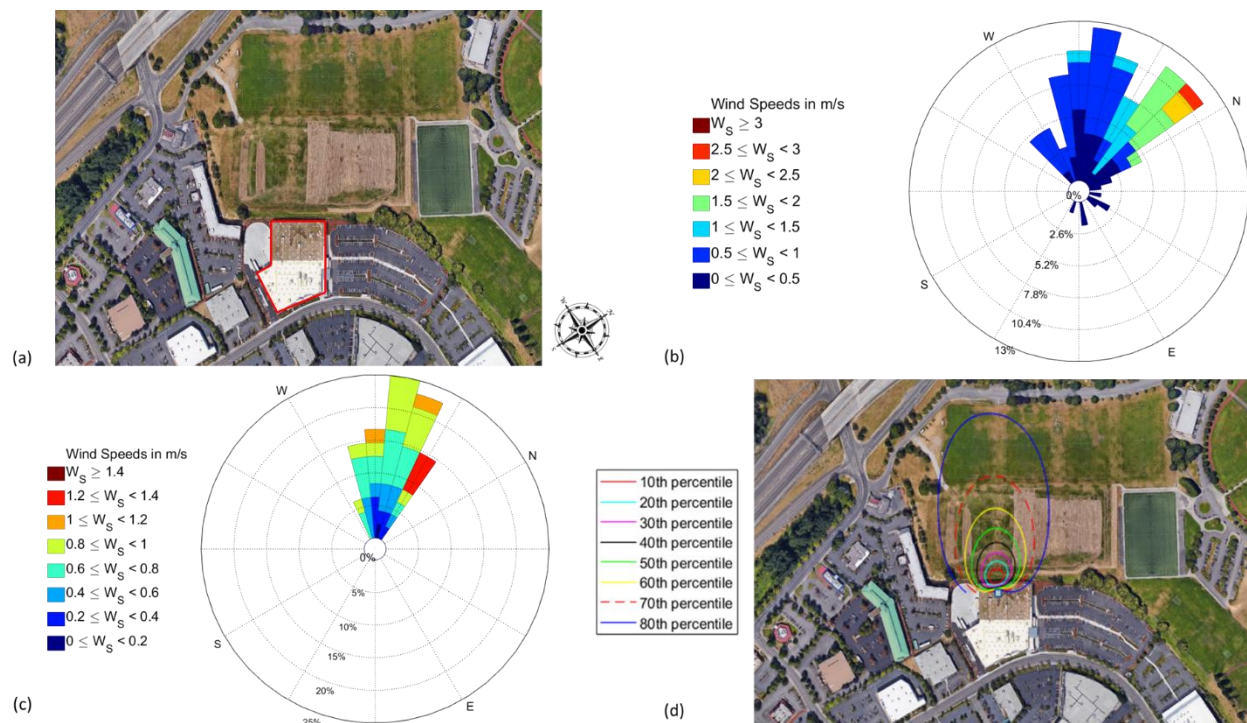 (a)
W
N
S
E
Wind Speeds in m/s
W_S ≥ 3
2.5 ≤ W_S < 3
2 ≤ W_S < 2.5
1.5 ≤ W_S < 2
1 ≤ W_S < 1.5
0.5 ≤ W_S < 1
0 ≤ W_S < 0.5
0%
2.6%
5.2%
7.8%
10.4%
13%
(b)
W
N
S
E
Wind Speeds in m/s
W_S ≥ 1.4
1.2 ≤ W_S < 1.4
1 ≤ W_S < 1.2
0.8 ≤ W_S < 1
0.6 ≤ W_S < 0.8
0.4 ≤ W_S < 0.6
0.2 ≤ W_S < 0.4
0 ≤ W_S < 0.2
0%
5%
10%
15%
20%
25%
(c)
10th percentile
20th percentile
30th percentile
40th percentile
50th percentile
60th percentile
70th percentile
80th percentile
(d)